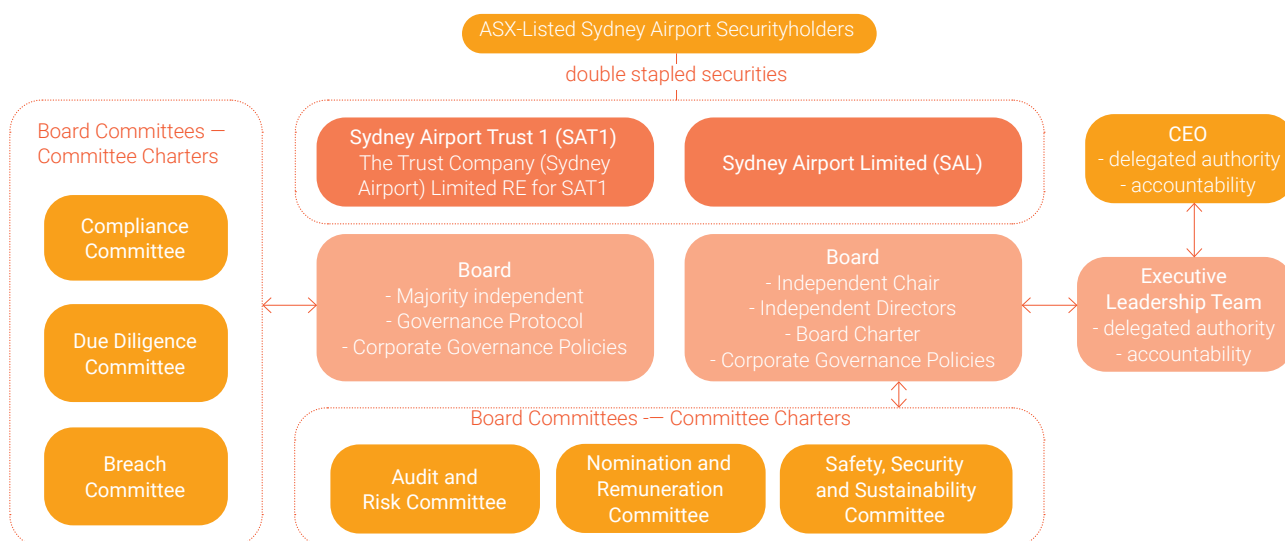 ASX-Listed Sydney Airport Securityholders
double stapled securities
Board Committees —
Committee Charters
Compliance
Committee
Due Diligence
Committee
Breach
Committee
Sydney Airport Trust 1 (SAT1)
The Trust Company (Sydney
Airport) Limited RE for SAT1
Sydney Airport Limited (SAL)
CEO
- delegated authority
- accountability
Board
- Majority independent
- Governance Protocol
- Corporate Governance Policies
Board
- Independent Chair
- Independent Directors
- Board Charter
- Corporate Governance Policies
Executive
Leadership Team
- delegated authority
- accountability
Board Committees -— Committee Charters
Audit and
Risk Committee
Nomination and
Remuneration
Committee
Safety, Security
and Sustainability
Committee